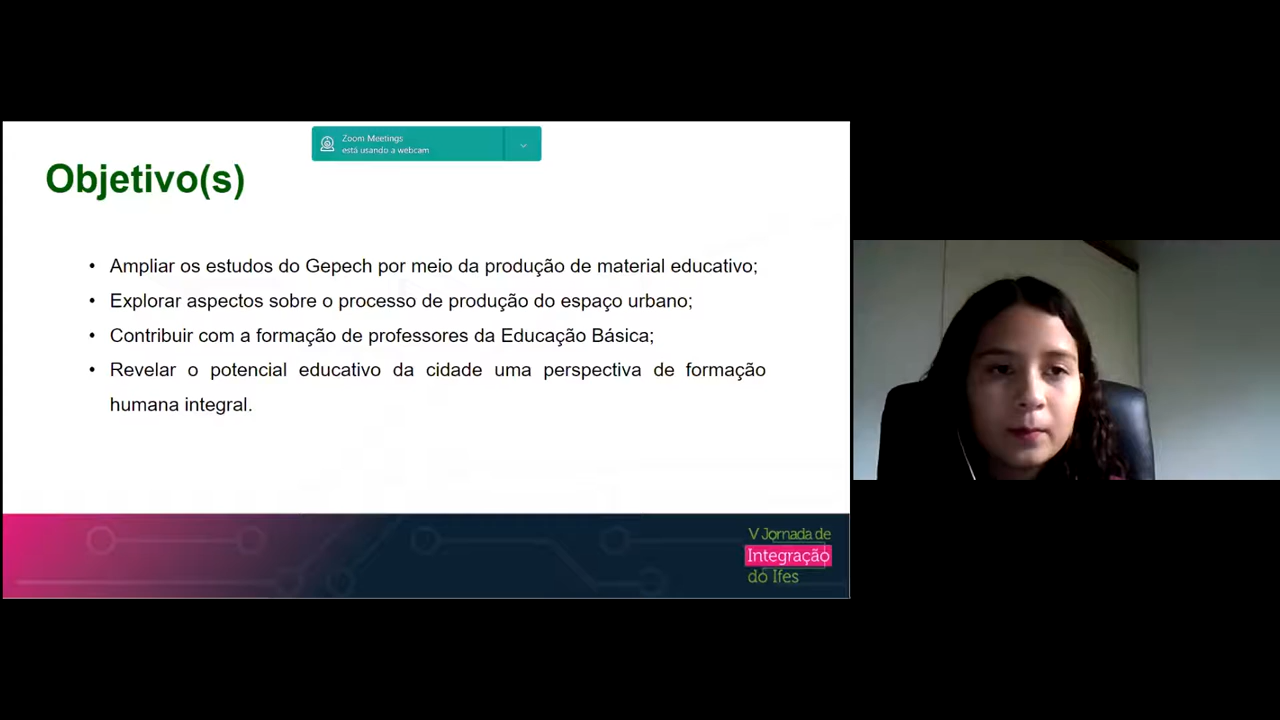 Zoom Meetings
está usando a webcam
Objetivo(s)
• Ampliar os estudos do Gepech por meio da produção de material educativo;
• Explorar aspectos sobre o processo de produção do espaço urbano;
• Contribuir com a formação de professores da Educação Básica;
• Revelar o potencial educativo da cidade uma perspectiva de formação
humana integral.
V Jornada de
Integração
do Ifes